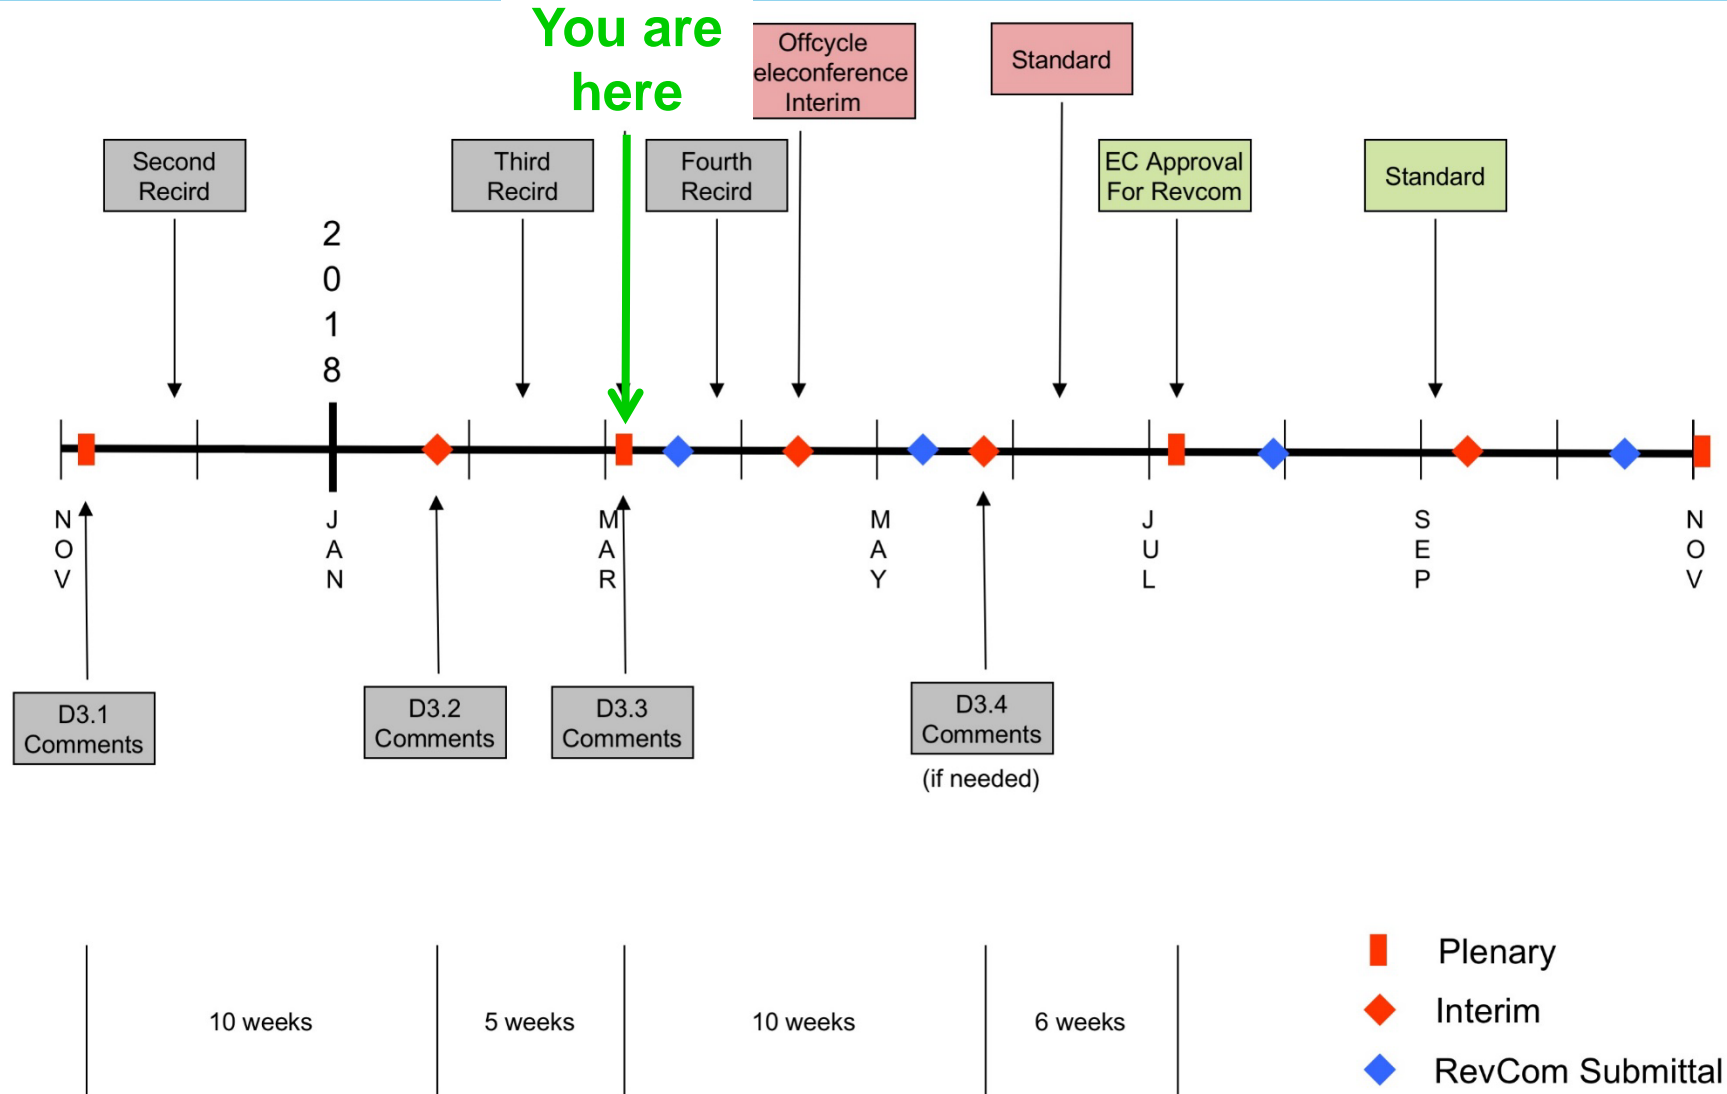 You are
here
Offcycle
eleconference
Interim
Standard
Second
Recird
Third
Recird
Fourth
Recird
EC Approval
For Revcom
Standard
2
0
1
8
N
O
V
J
A
N
M
A
R
M
A
Y
J
U
L
S
E
P
N
O
V
D3.1
Comments
D3.2
Comments
D3.3
Comments
D3.4
Comments
(if needed)
10 weeks
5 weeks
10 weeks
6 weeks
Plenary
Interim
RevCom Submittal